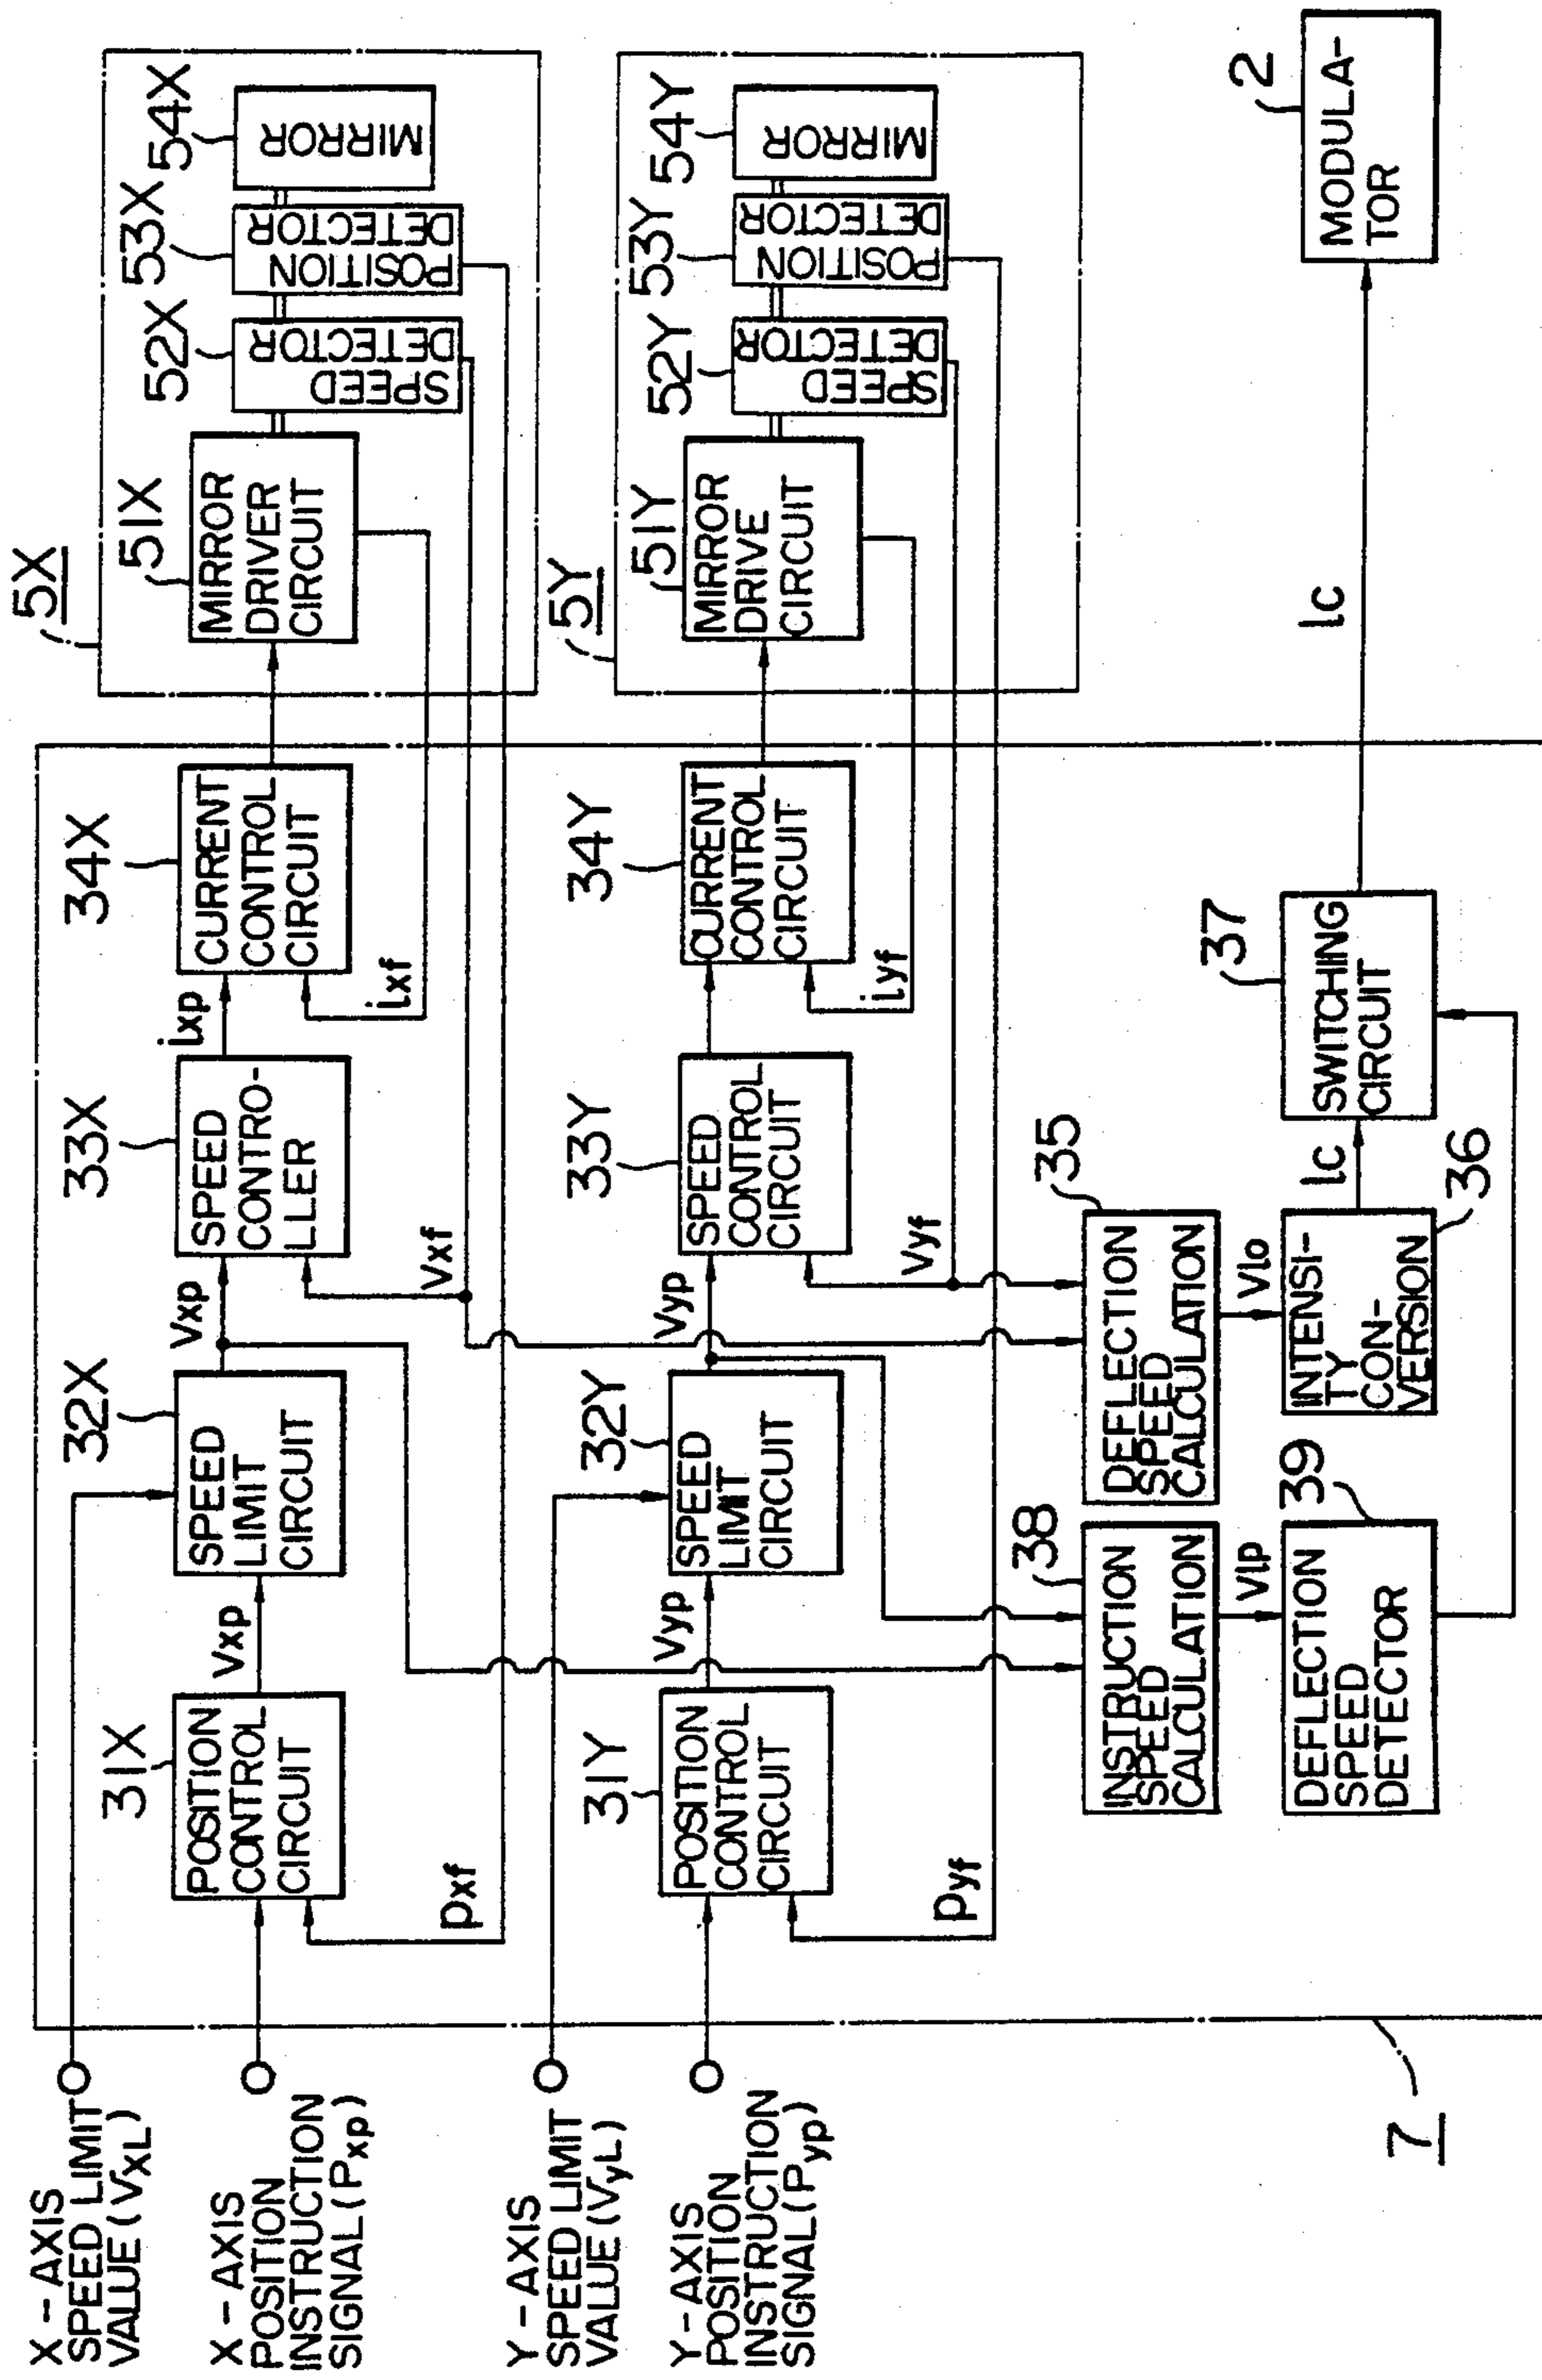 X-AXIS
SPEED LIMIT
VALUE (VxL)
X-AXIS
POSITION
INSTRUCTION
SIGNAL (Pxp)
Y-AXIS
SPEED LIMIT
VALUE (VyL)
Y-AXIS
POSITION
INSTRUCTION
SIGNAL (Pyp)
7
31X
POSITION
CONTROL
CIRCUIT
Pxf
Vxp
32X
SPEED
LIMIT
CIRCUIT
Vxp
33X
SPEED
CONTRO-
LLER
Vxf
ixp
34X
CURRENT
CONTROL
CIRCUIT
ixf
5X
51X
MIRROR
DRIVER
CIRCUIT
52X
SPEED
DETECTOR
53X
POSITION
DETECTOR
54X
MIRROR
31Y
POSITION
CONTROL
CIRCUIT
Pyf
Vyp
32Y
SPEED
LIMIT
CIRCUIT
Vyp
33Y
SPEED
CONTROL
CIRCUIT
Vyf
34Y
CURRENT
CONTROL
CIRCUIT
iyf
5Y
51Y
MIRROR
DRIVE
CIRCUIT
52Y
SPEED
DETECTOR
53Y
POSITION
DETECTOR
54Y
MIRROR
38
INSTRUCTION
SPEED
CALCULATION
Vlp
39
DEFLECTION
SPEED
DETECTOR
35
DEFLECTION
SPEED
CALCULATION
Vlo
36
INTENSI-
TY
CON-
VERSION
lc
37
SWITCHING
CIRCUIT
lc
2
MODULA-
TOR